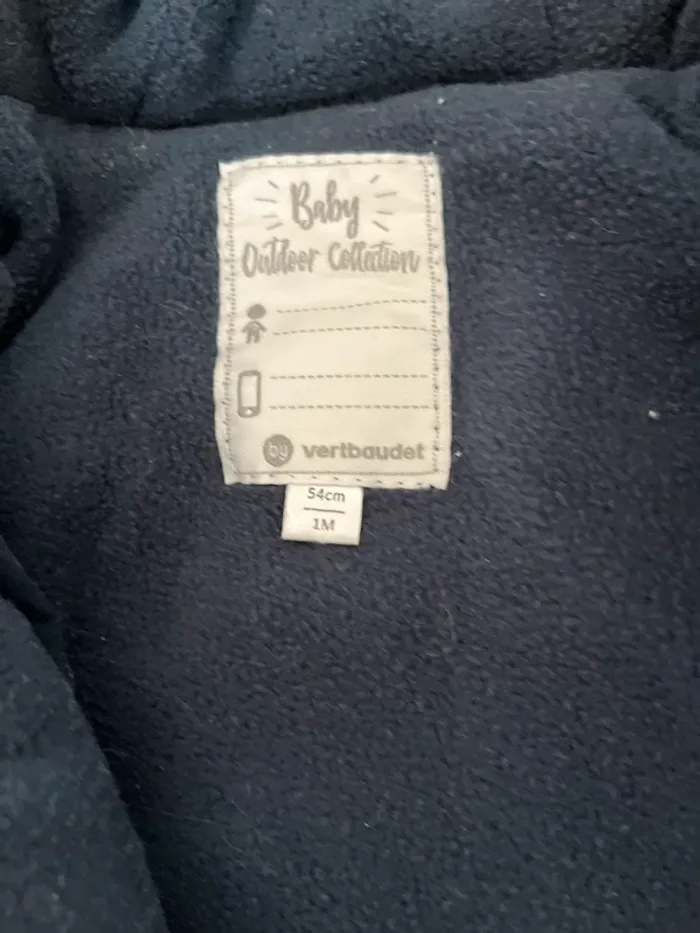 Baby
Outdoor Collection
by vertbaudet
54cm
1M